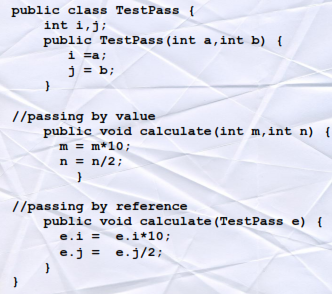 public class TestPass {
int i,j;
public TestPass(int a,int b) {
i =a;
j = b;
}
//passing by value
public void calculate(int m,int n) {
m = m*10;
n = n/2;
}
//passing by reference
public void calculate(TestPass e) {
e.i = e.i*10;
e.j = e.j/2;
}
}